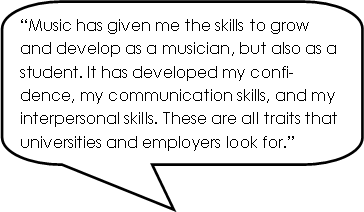 “Music has given me the skills to grow
and develop as a musician, but also as a
student. It has developed my confi-
dence, my communication skills, and my
interpersonal skills. These are all traits that
universities and employers look for.”